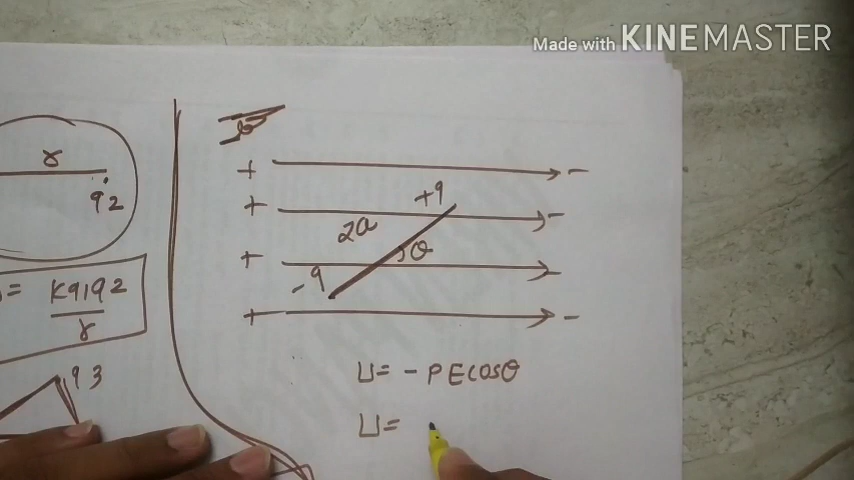 Made with KINEMASTER
r
q2
= Kq1q2
r
q3
+ -
+ +q -
2a θ
+ -q -
+ -
U= - PEcosθ
U=